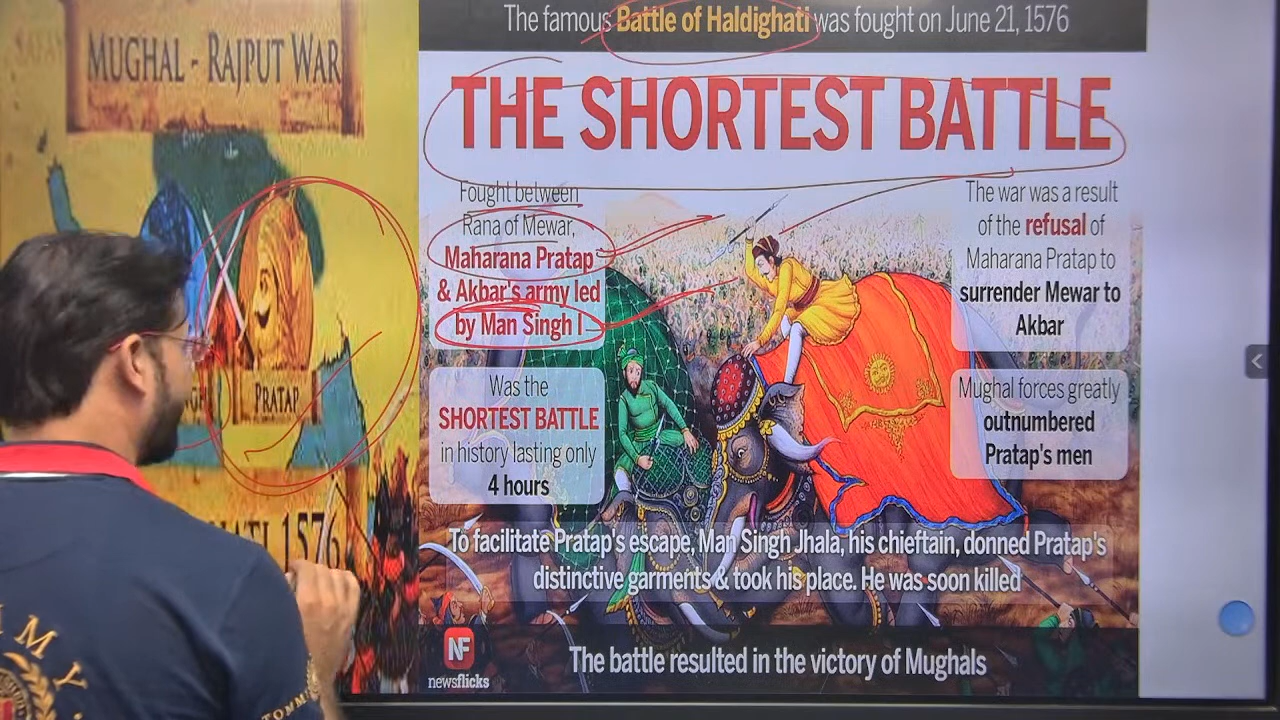 MUGHAL - RAJPUT WAR
PRATAP
1576
The famous Battle of Haldighati was fought on June 21, 1576
THE SHORTEST BATTLE
Fought between
Rana of Mewar,
Maharana Pratap
& Akbar's army led
by Man Singh I
Was the
SHORTEST BATTLE
in history lasting only
4 hours
The war was a result
of the refusal of
Maharana Pratap to
surrender Mewar to
Akbar
Mughal forces greatly
outnumbered
Pratap's men
To facilitate Pratap's escape, Man Singh Jhala, his chieftain, donned Pratap's
distinctive garments & took his place. He was soon killed
NF
newsflicks
The battle resulted in the victory of Mughals